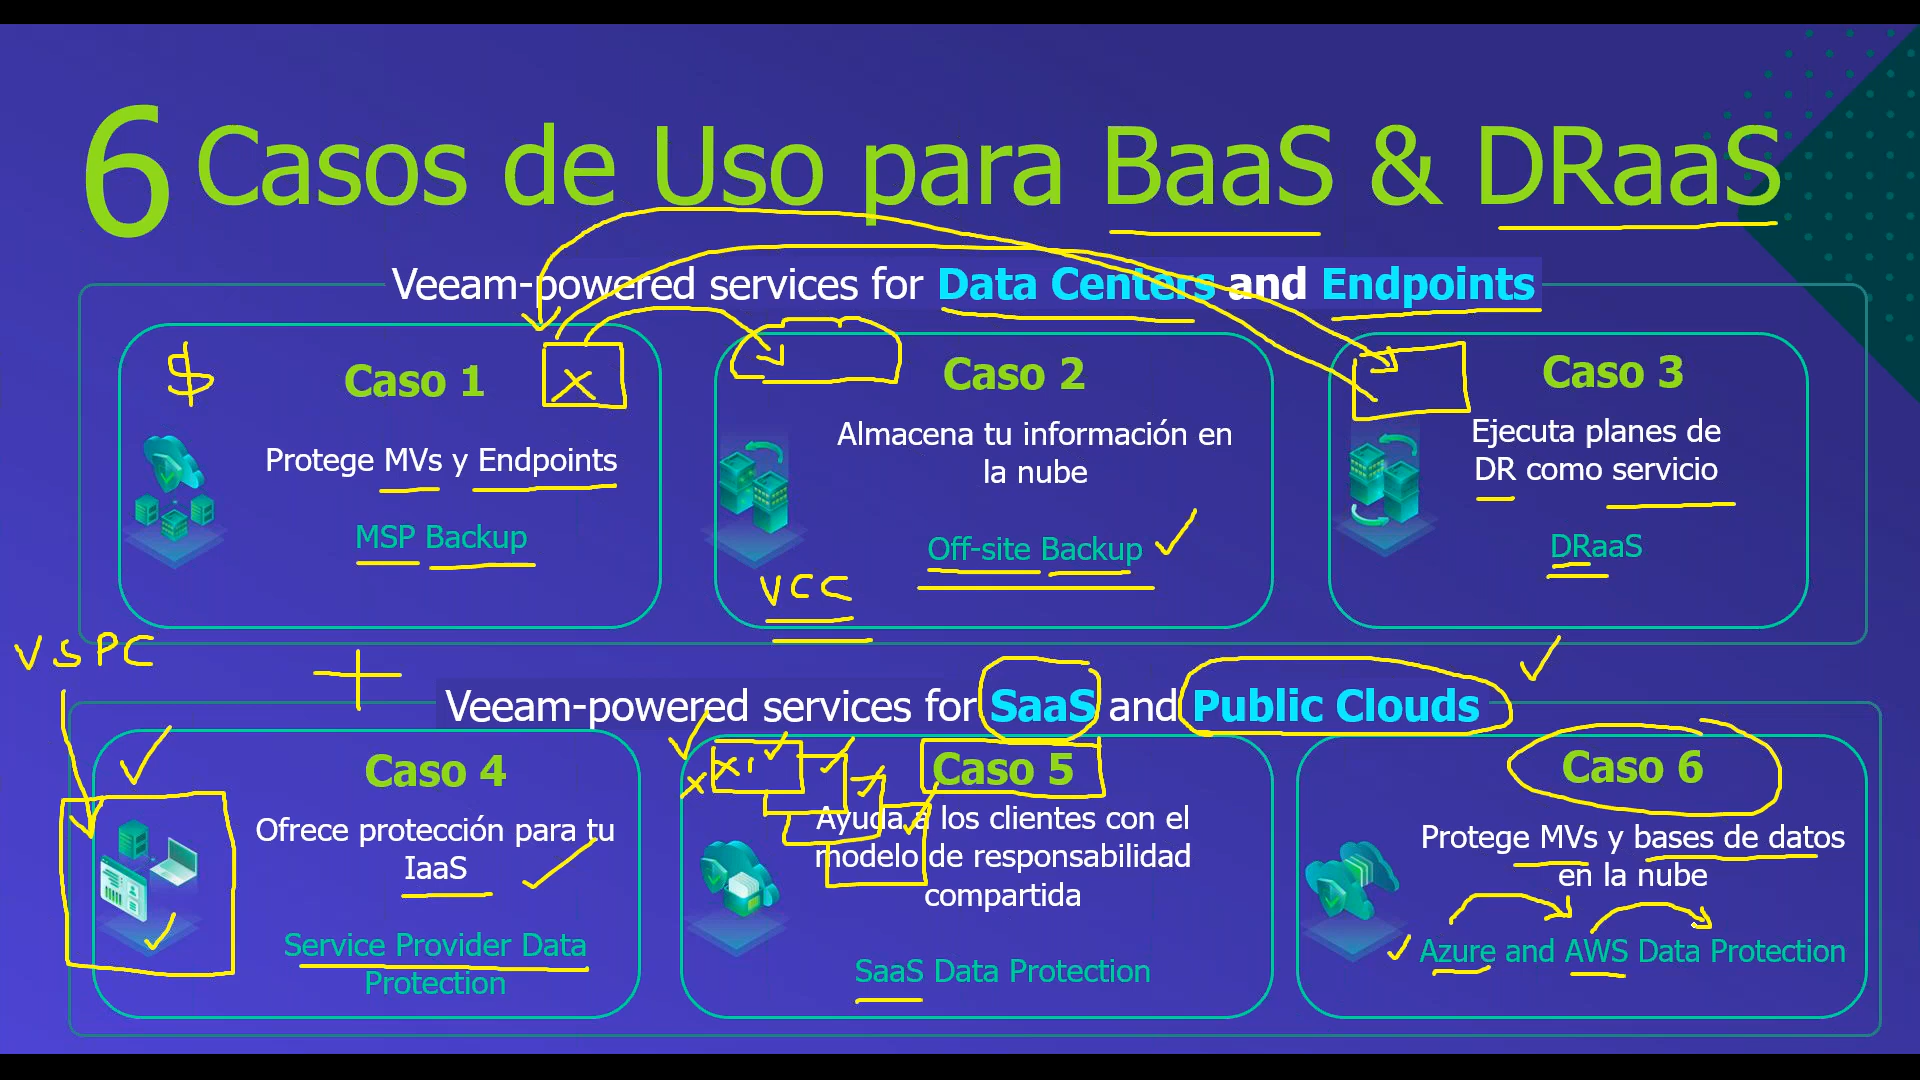 6 Casos de Uso para BaaS & DRaaS
Veeam-powered services for Data Centers and Endpoints
$
Caso 1
X
Protege MVs y Endpoints
MSP Backup
Caso 2
Almacena tu información en
la nube
Off-site Backup
VCC
Caso 3
Ejecuta planes de
DR como servicio
DRaaS
VSPC
+
Veeam-powered services for SaaS and Public Clouds
Caso 4
Ofrece protección para tu
IaaS
Service Provider Data
Protection
Caso 5
Ayuda a los clientes con el
modelo de responsabilidad
compartida
SaaS Data Protection
Caso 6
Protege MVs y bases de datos
en la nube
Azure and AWS Data Protection